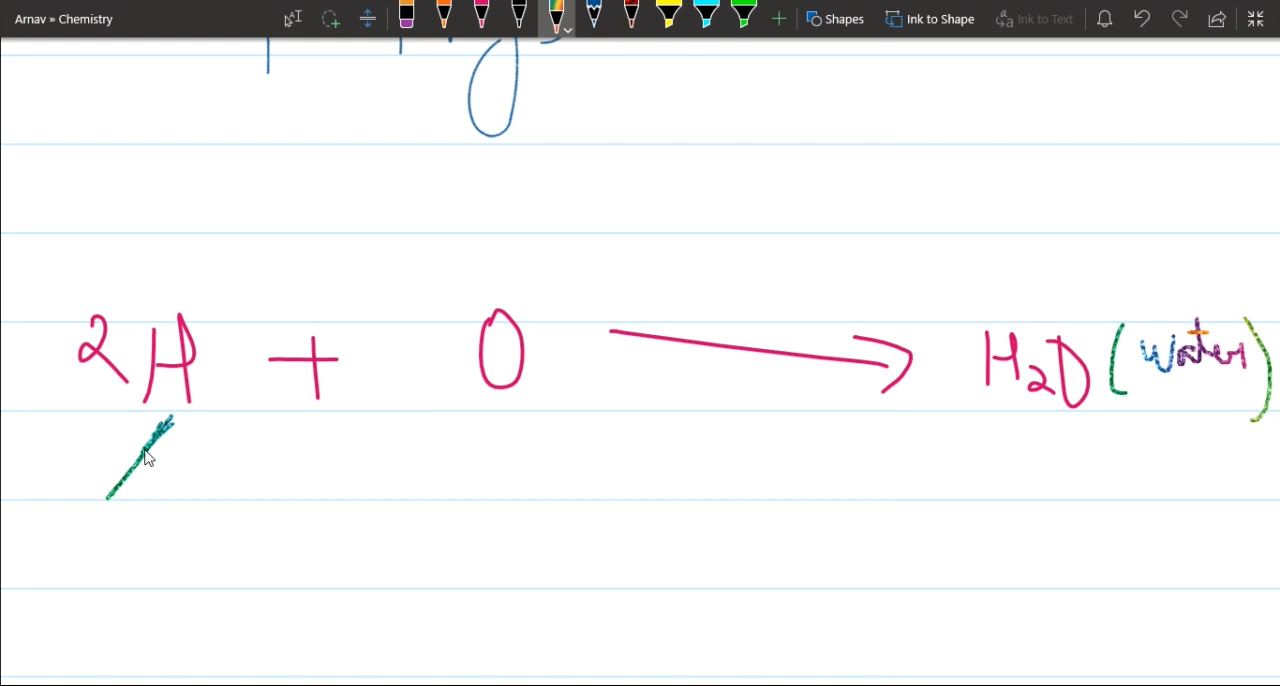 Arnav » Chemistry Shapes Ink to Shape Ink to Text
2H + O → H₂O (Water)